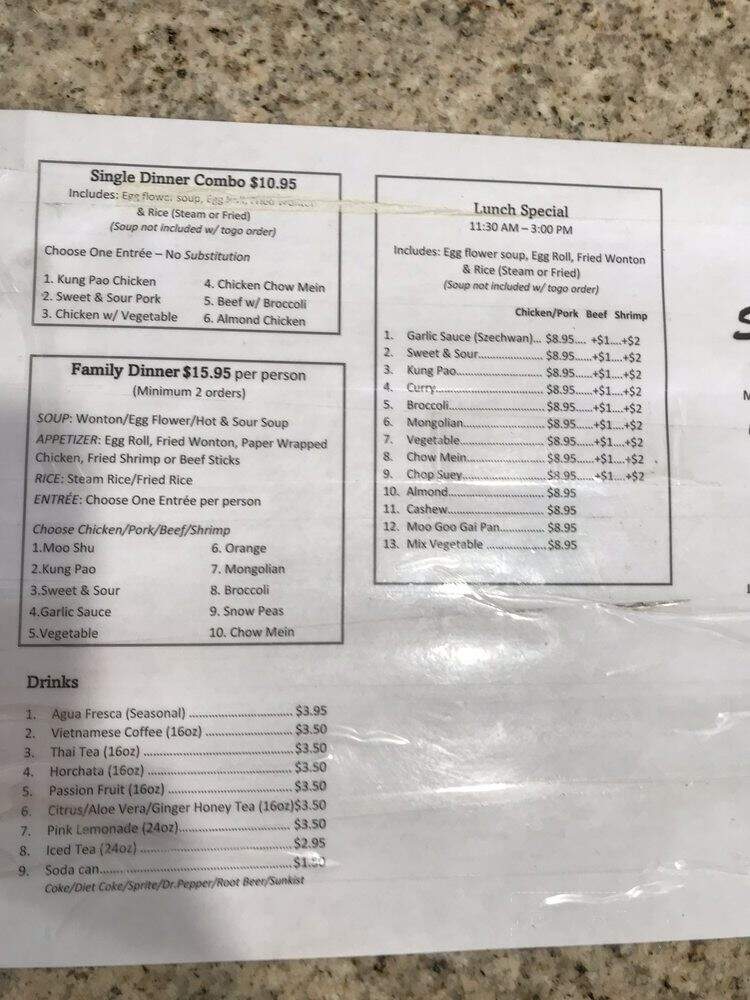 Single Dinner Combo $10.95
Includes: Egg flower soup, Egg Roll, Fried Wonton
& Rice (Steam or Fried)
(Soup not included w/ togo order)
Choose One Entrée – No Substitution
1. Kung Pao Chicken
2. Sweet & Sour Pork
3. Chicken w/ Vegetable
4. Chicken Chow Mein
5. Beef w/ Broccoli
6. Almond Chicken
Family Dinner $15.95 per person
(Minimum 2 orders)
SOUP: Wonton/Egg Flower/Hot & Sour Soup
APPETIZER: Egg Roll, Fried Wonton, Paper Wrapped
Chicken, Fried Shrimp or Beef Sticks
RICE: Steam Rice/Fried Rice
ENTRÉE: Choose One Entrée per person
Choose Chicken/Pork/Beef/Shrimp
1.Moo Shu
2.Kung Pao
3.Sweet & Sour
4.Garlic Sauce
5.Vegetable
6. Orange
7. Mongolian
8. Broccoli
9. Snow Peas
10. Chow Mein
Drinks
1. Agua Fresca (Seasonal) ........................ $3.95
2. Vietnamese Coffee (16oz) ..................... $3.50
3. Thai Tea (16oz) ................................... $3.50
4. Horchata (16oz) .................................. $3.50
5. Passion Fruit (16oz) ............................. $3.50
6. Citrus/Aloe Vera/Ginger Honey Tea (16oz)$3.50
7. Pink Lemonade (24oz)........................... $3.50
8. Iced Tea (24oz) ................................... $2.95
9. Soda can............................................. $1.50
Coke/Diet Coke/Sprite/Dr.Pepper/Root Beer/Sunkist
Lunch Special
11:30 AM – 3:00 PM
Includes: Egg flower soup, Egg Roll, Fried Wonton
& Rice (Steam or Fried)
(Soup not included w/ togo order)
Chicken/Pork Beef Shrimp
1. Garlic Sauce (Szechwan)... $8.95.... +$1....+$2
2. Sweet & Sour.................. $8.95......+$1...+$2
3. Kung Pao........................ $8.95......+$1...+$2
4. Curry............................. $8.95......+$1...+$2
5. Broccoli.......................... $8.95......+$1...+$2
6. Mongolian...................... $8.95......+$1...+$2
7. Vegetable....................... $8.95......+$1....+$2
8. Chow Mein..................... $8.95......+$1....+$2
9. Chop Suey...................... $8.95......+$1....+$2
10. Almond......................... $8.95
11. Cashew......................... $8.95
12. Moo Goo Gai Pan........... $8.95
13. Mix Vegetable ............... $8.95